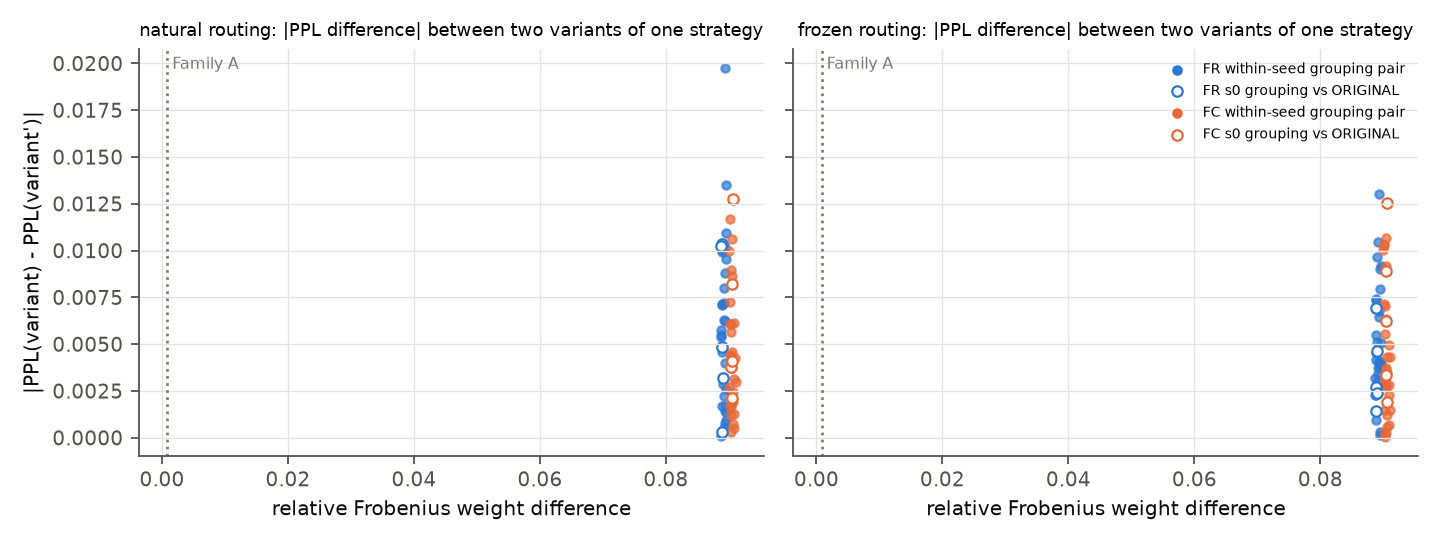 natural routing: |PPL difference| between two variants of one strategy
frozen routing: |PPL difference| between two variants of one strategy
|PPL(variant) - PPL(variant')|
0.0200
0.0175
0.0150
0.0125
0.0100
0.0075
0.0050
0.0025
0.0000
Family A
0.00
0.02
0.04
0.06
0.08
relative Frobenius weight difference
Family A
FR within-seed grouping pair
FR s0 grouping vs ORIGINAL
FC within-seed grouping pair
FC s0 grouping vs ORIGINAL
0.00
0.02
0.04
0.06
0.08
relative Frobenius weight difference